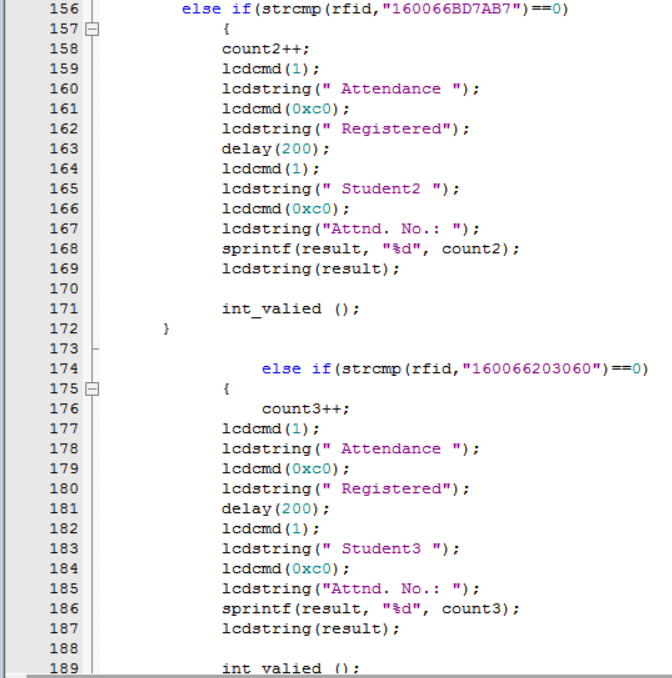 156 else if(strcmp(rfid,"160066BD7AB7")==0)
157 {
158 count2++;
159 lcdcmd(1);
160 lcdstring(" Attendance ");
161 lcdcmd(0xc0);
162 lcdstring(" Registered");
163 delay(200);
164 lcdcmd(1);
165 lcdstring(" Student2 ");
166 lcdcmd(0xc0);
167 lcdstring("Attnd. No.: ");
168 sprintf(result, "%d", count2);
169 lcdstring(result);
170
171 int_valied ();
172 }
173
174 else if(strcmp(rfid,"160066203060")==0)
175 {
176 count3++;
177 lcdcmd(1);
178 lcdstring(" Attendance ");
179 lcdcmd(0xc0);
180 lcdstring(" Registered");
181 delay(200);
182 lcdcmd(1);
183 lcdstring(" Student3 ");
184 lcdcmd(0xc0);
185 lcdstring("Attnd. No.: ");
186 sprintf(result, "%d", count3);
187 lcdstring(result);
188
189 int_valied ();